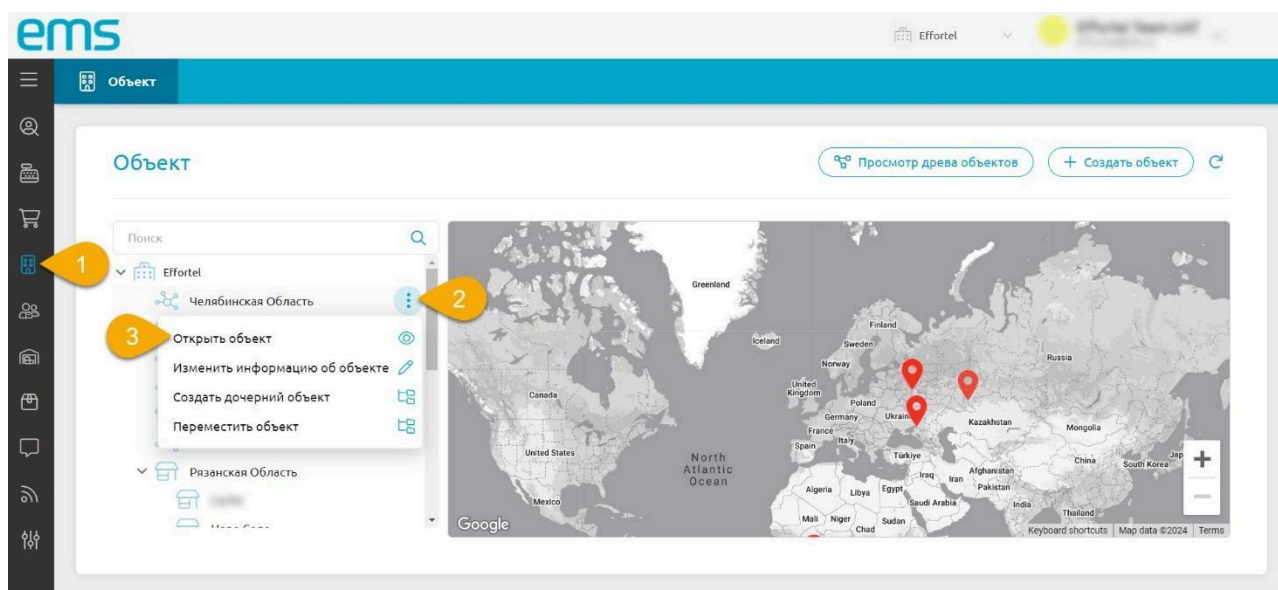 ems
Effortel
Объект
Объект
Просмотр древа объектов
+ Создать объект
Поиск
1
Effortel
Челябинская Область
2
3
Открыть объект
Изменить информацию об объекте
Создать дочерний объект
Переместить объект
Рязанская Область
Greenland
Iceland
Finland
Sweden
Norway
Russia
United Kingdom
Canada
Poland
Germany
Ukraine
France
Kazakhstan
Mongolia
Spain
Italy
United States
Türkiye
China
South Korea
North
Atlantic
Ocean
Iraq
Iran
Afghanistan
Pakistan
Algeria
Libya
Egypt
Saudi Arabia
India
Mexico
Thailand
Mali
Niger
Chad
Sudan
Google
Keyboard shortcuts
Map data ©2024
Terms